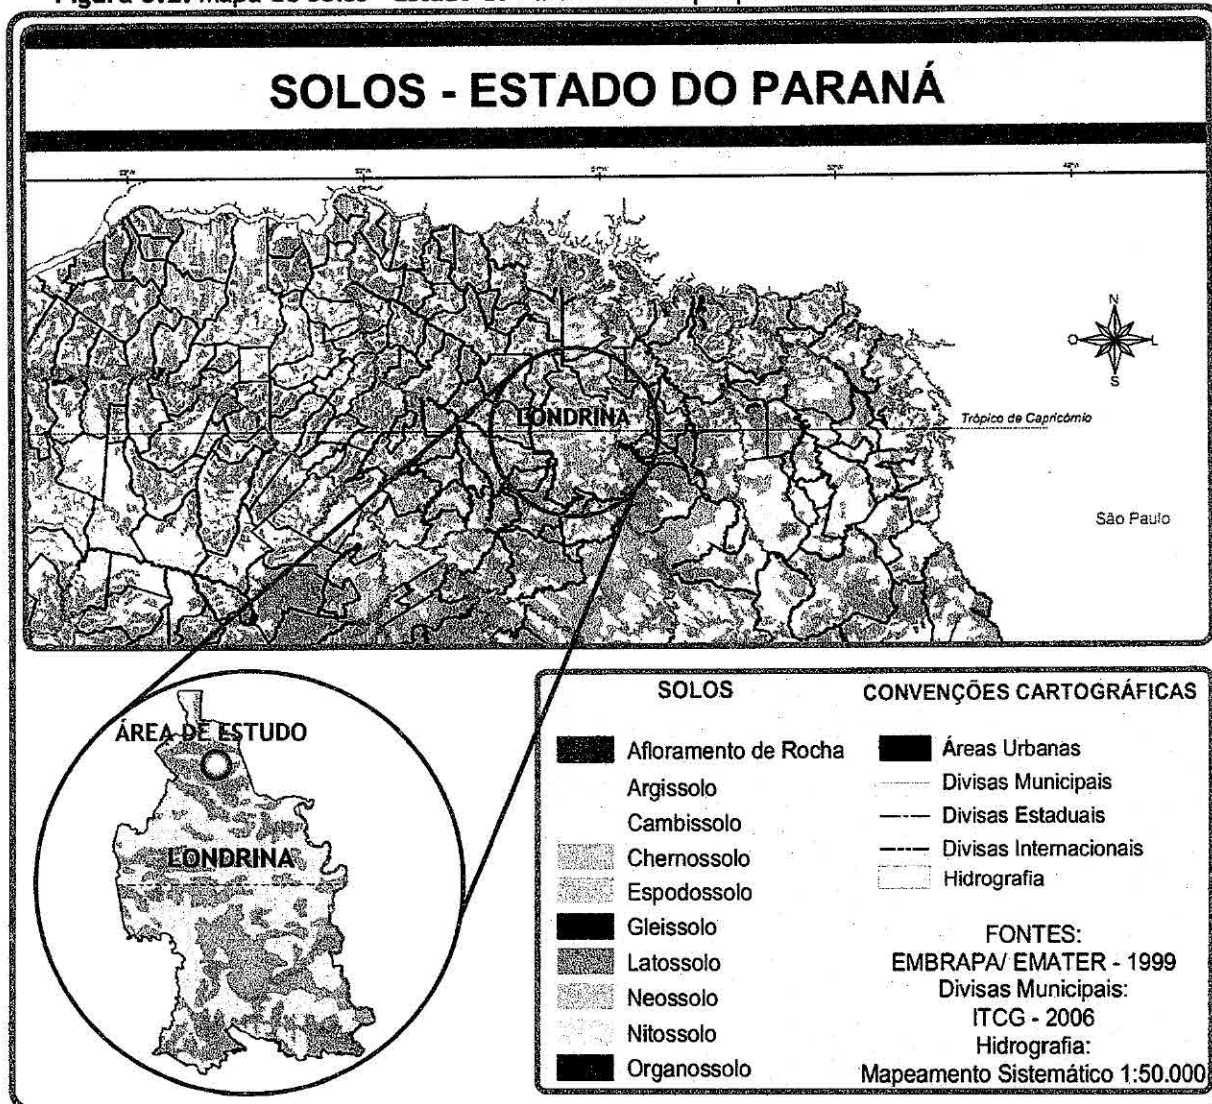 SOLOS - ESTADO DO PARANÁ
N
O
L
S
LONDRINA
Trópico de Capricórnio
São Paulo
ÁREA DE ESTUDO
LONDRINA
SOLOS
Afloramento de Rocha
Argissolo
Cambissolo
Chernossolo
Espodossolo
Gleissolo
Latossolo
Neossolo
Nitossolo
Organossolo
CONVENÇÕES CARTOGRÁFICAS
Áreas Urbanas
Divisas Municipais
Divisas Estaduais
Divisas Internacionais
Hidrografia
FONTES:
EMBRAPA/ EMATER - 1999
Divisas Municipais:
ITCG - 2006
Hidrografia:
Mapeamento Sistemático 1:50.000